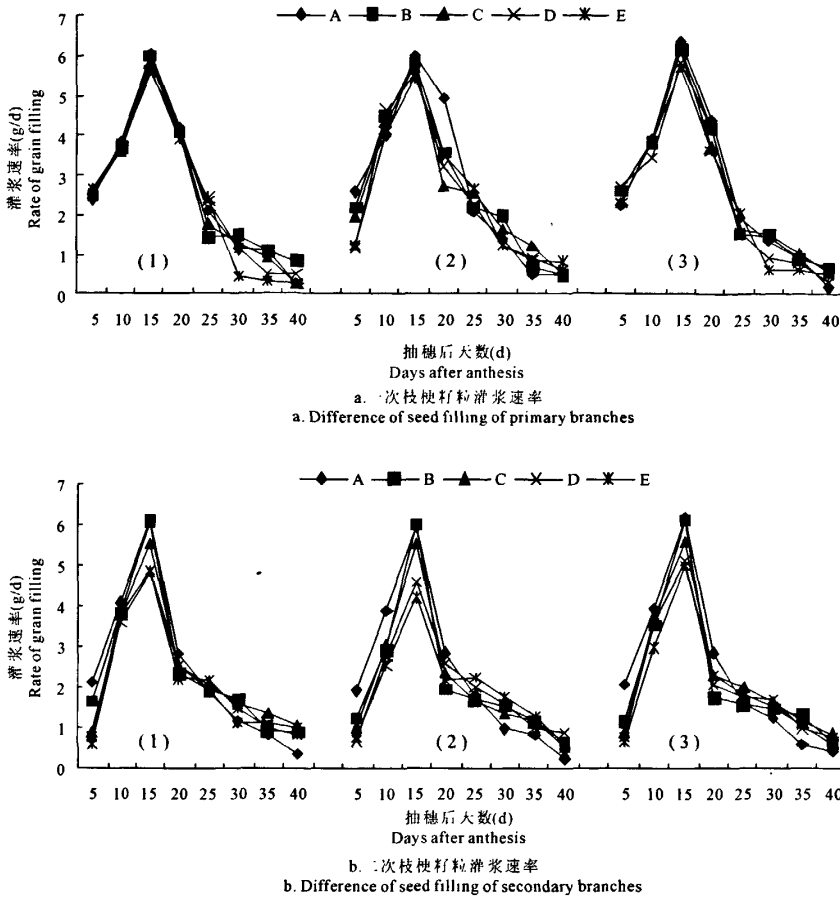 A B C D E
7
6
5
4
3
2
1
0
灌浆速率(g/d)
Rate of grain filling
(1) (2) (3)
5 10 15 20 25 30 35 40 5 10 15 20 25 30 35 40 5 10 15 20 25 30 35 40
抽穗后天数(d)
Days after anthesis
a. 一次枝梗籽粒灌浆速率
a. Difference of seed filling of primary branches
A B C D E
7
6
5
4
3
2
1
0
灌浆速率(g/d)
Rate of grain filling
(1) (2) (3)
5 10 15 20 25 30 35 40 5 10 15 20 25 30 35 40 5 10 15 20 25 30 35 40
抽穗后天数(d)
Days after anthesis
b. 二次枝梗籽粒灌浆速率
b. Difference of seed filling of secondary branches